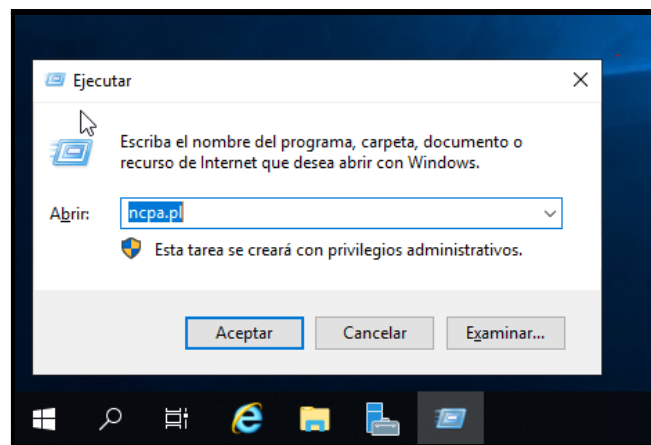 Ejecutar
Escriba el nombre del programa, carpeta, documento o
recurso de Internet que desea abrir con Windows.
Abrir:
ncpa.pl
Esta tarea se creará con privilegios administrativos.
Aceptar
Cancelar
Examinar...